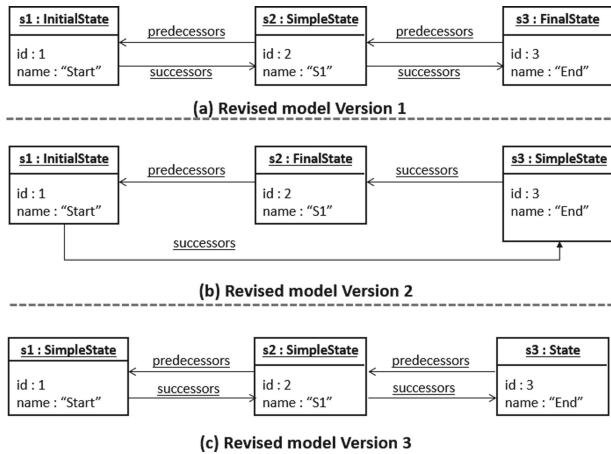 s1 : InitialState
id : 1
name : “Start”
predecessors
successors
s2 : SimpleState
id : 2
name : “S1”
predecessors
successors
s3 : FinalState
id : 3
name : “End”
(a) Revised model Version 1
s1 : InitialState
id : 1
name : “Start”
predecessors
s2 : FinalState
id : 2
name : “S1”
successors
s3 : SimpleState
id : 3
name : “End”
successors
(b) Revised model Version 2
s1 : SimpleState
id : 1
name : “Start”
predecessors
successors
s2 : SimpleState
id : 2
name : “S1”
predecessors
successors
s3 : State
id : 3
name : “End”
(c) Revised model Version 3